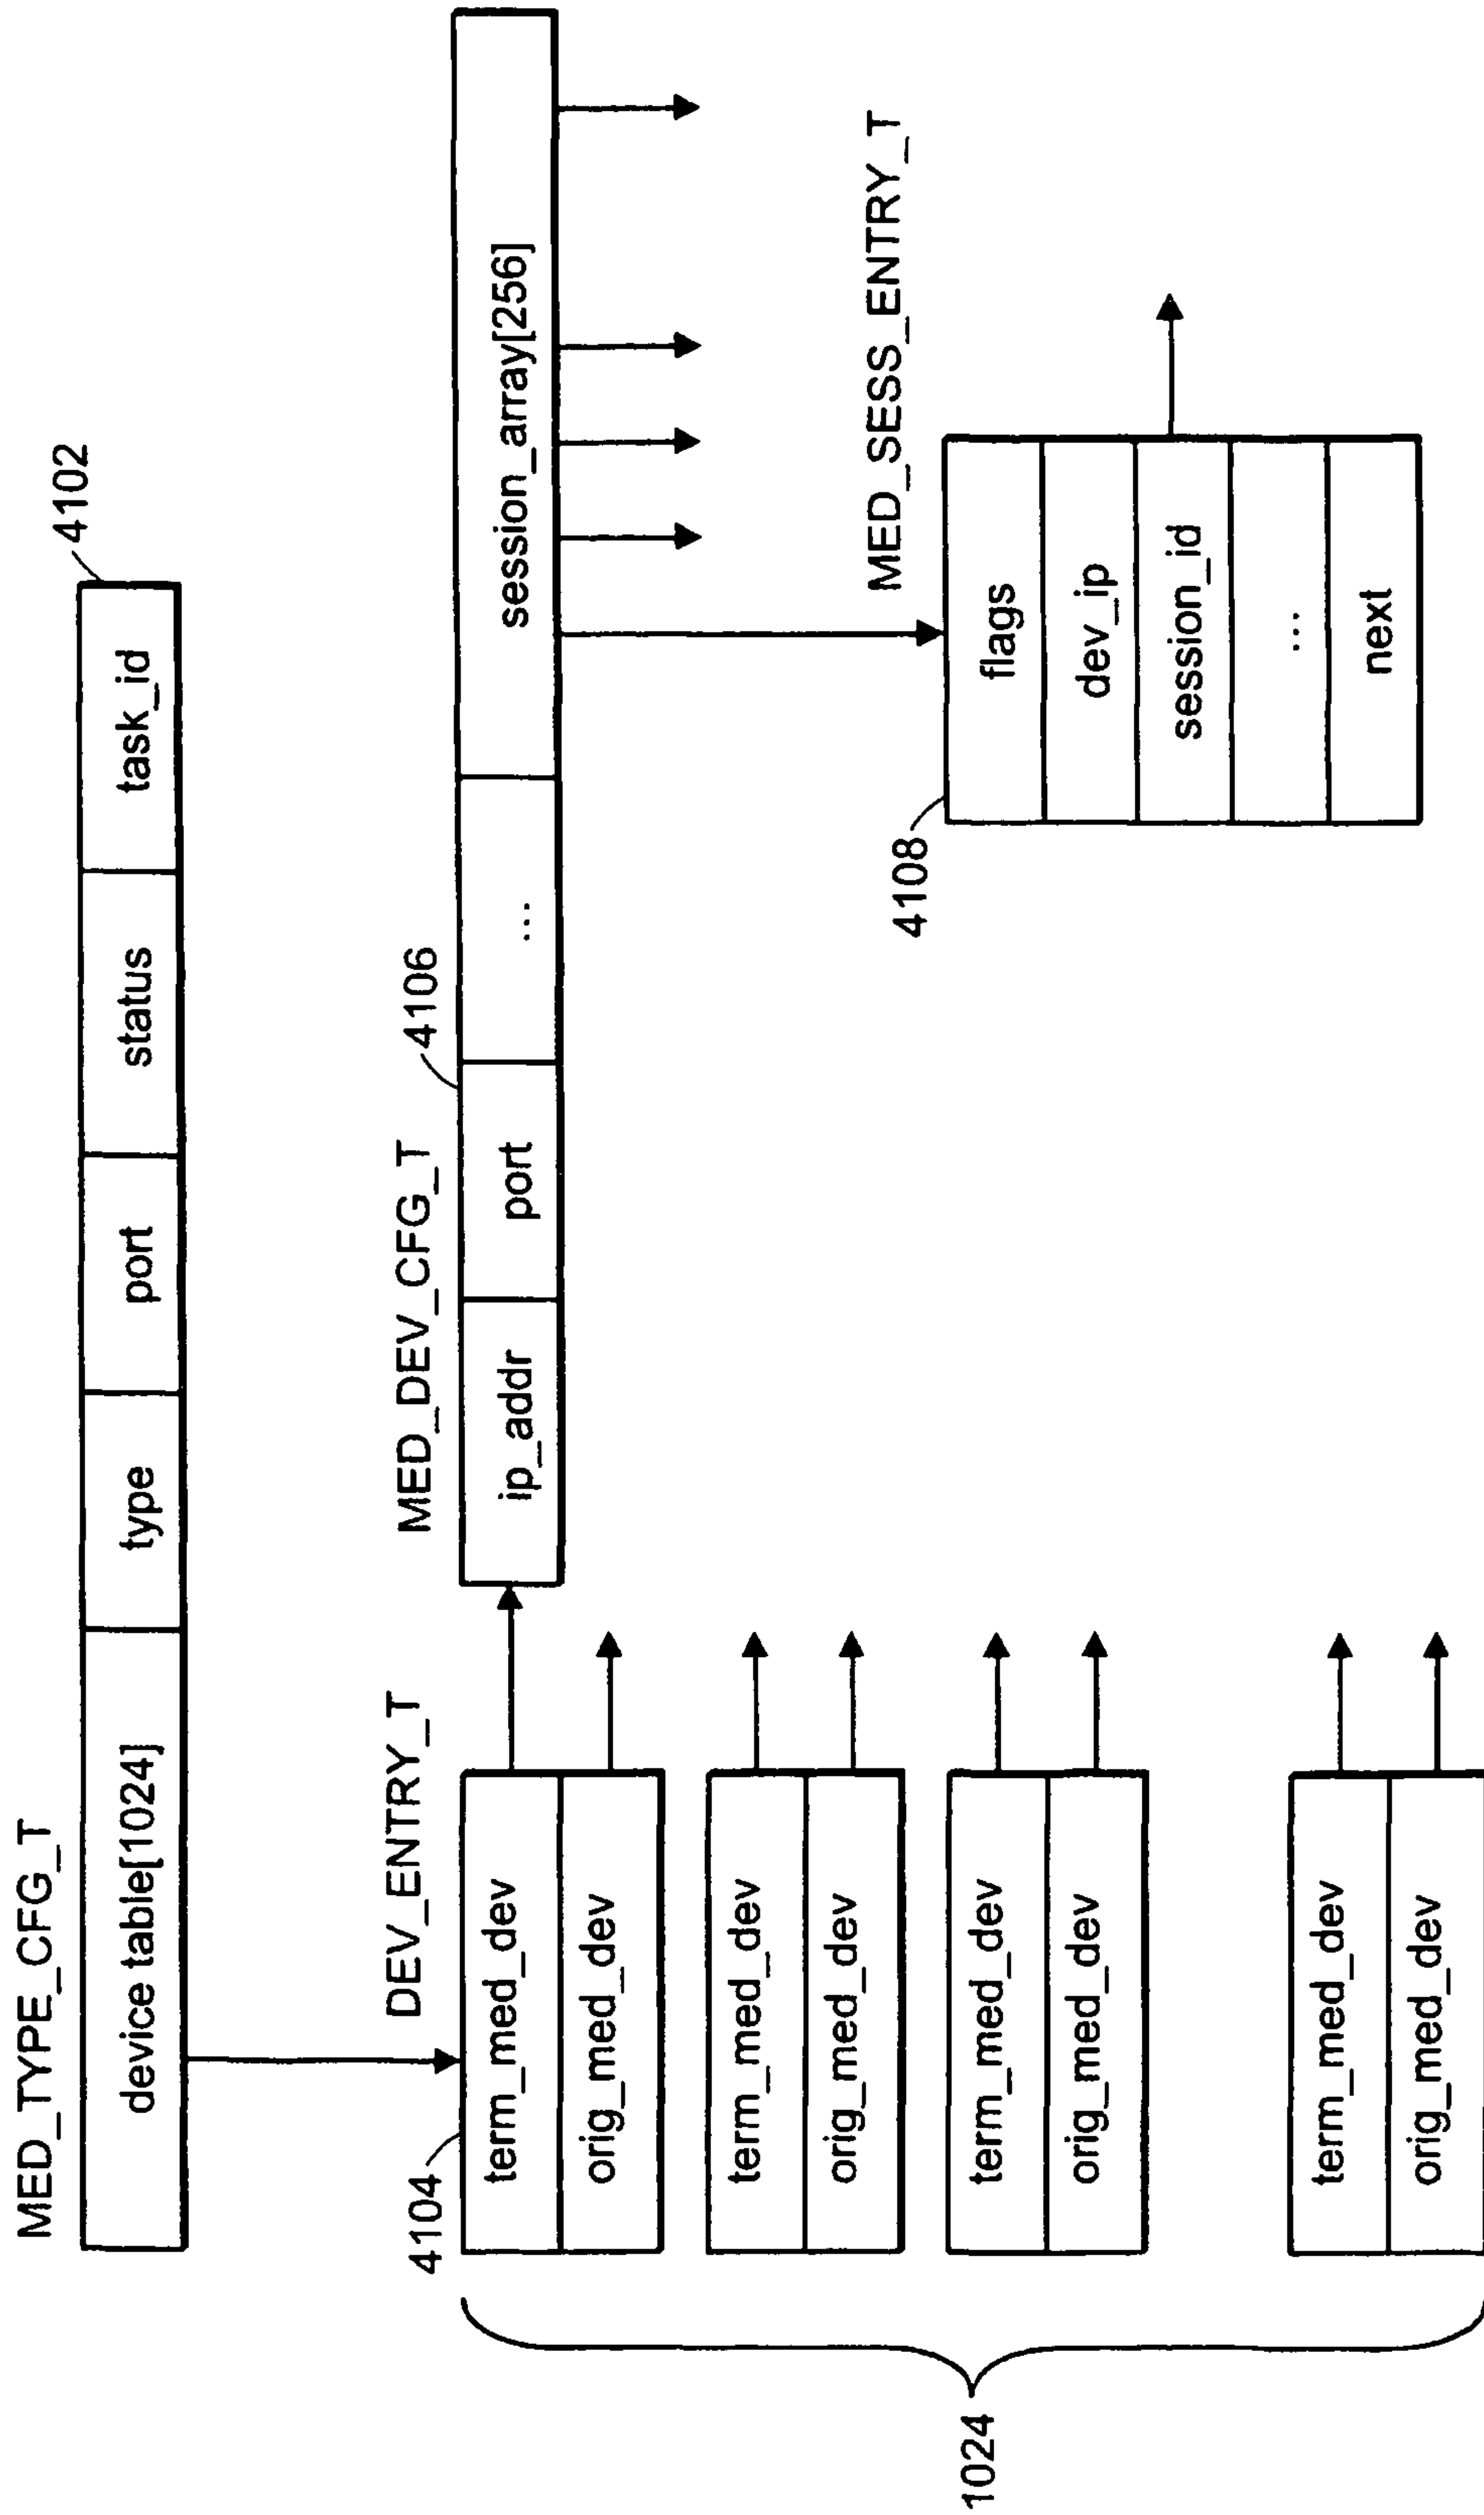 MED_TYPE_CFG_T
4102
device table[1024]
type
port
status
task_id
DEV_ENTRY_T
MED_DEV_CFG_T
4106
4104
term_med_dev
orig_med_dev
ip_addr
port
...
session_array[256]
term_med_dev
orig_med_dev
MED_SESS_ENTRY_T
4108
1024
term_med_dev
orig_med_dev
flags
dev_ip
session_id
...
next
term_med_dev
orig_med_dev